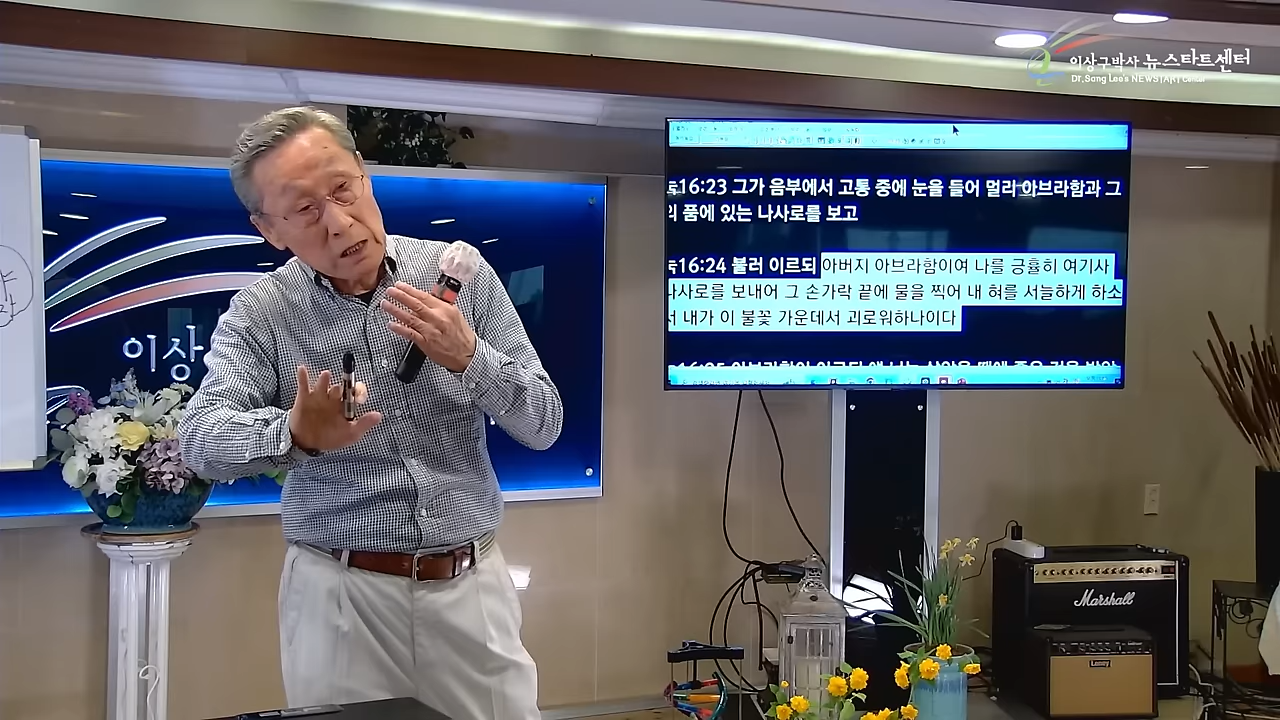 이상구박사 뉴스타트센터
Dr.Sang Lee's NEWSTART Center
16:23 그가 음부에서 고통 중에 눈을 들어 멀리 아브라함과 그
의 품에 있는 나사로를 보고
16:24 불러 이르되 아버지 아브라함이여 나를 긍휼히 여기사
나사로를 보내어 그 손가락 끝에 물을 찍어 내 혀를 서늘하게 하소
서 내가 이 불꽃 가운데서 괴로워하나이다
이상
Marshall
Laney